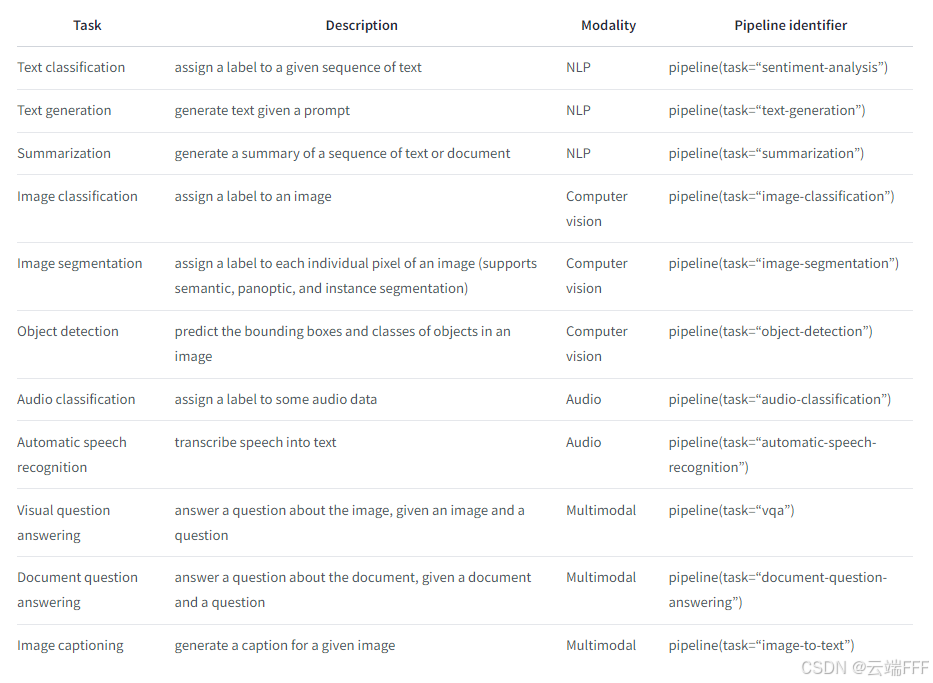 Task Description Modality Pipeline identifier
Text classification assign a label to a given sequence of text NLP pipeline(task=“sentiment-analysis”)
Text generation generate text given a prompt NLP pipeline(task=“text-generation”)
Summarization generate a summary of a sequence of text or document NLP pipeline(task=“summarization”)
Image classification assign a label to an image Computer pipeline(task=“image-classification”)
vision
Image segmentation assign a label to each individual pixel of an image (supports Computer pipeline(task=“image-segmentation”)
semantic, panoptic, and instance segmentation) vision
Object detection predict the bounding boxes and classes of objects in an Computer pipeline(task=“object-detection”)
image vision
Audio classification assign a label to some audio data Audio pipeline(task=“audio-classification”)
Automatic speech transcribe speech into text Audio pipeline(task=“automatic-speech-
recognition recognition”)
Visual question answer a question about the image, given an image and a Multimodal pipeline(task=“vqa”)
answering question
Document question answer a question about the document, given a document Multimodal pipeline(task=“document-question-
answering and a question answering”)
Image captioning generate a caption for a given image Multimodal pipeline(task=“image-to-text”)
CSDN @云端FFF